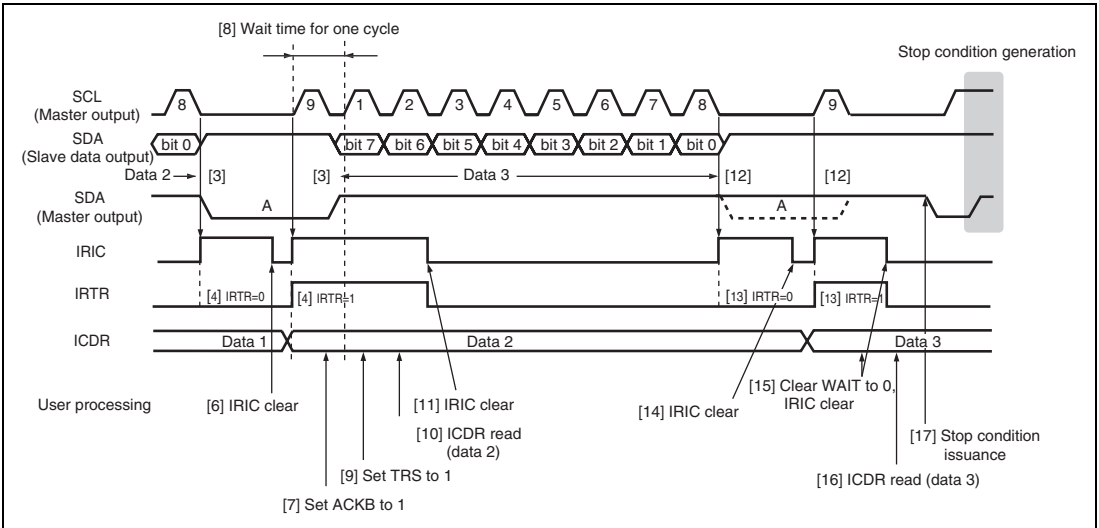 [8] Wait time for one cycle
Stop condition generation
SCL
(Master output)
8 9 1 2 3 4 5 6 7 8 9
SDA
(Slave data output)
bit 0 bit 7 bit 6 bit 5 bit 4 bit 3 bit 2 bit 1 bit 0
Data 2 [3] [3] Data 3 [12] [12]
SDA
(Master output)
A A
IRIC
IRTR
[4] IRTR=0 [4] IRTR=1 [13] IRTR=0 [13] IRTR=1
ICDR
Data 1 Data 2 Data 3
User processing
[6] IRIC clear
[11] IRIC clear
[14] IRIC clear
[15] Clear WAIT to 0,
IRIC clear
[10] ICDR read
(data 2)
[17] Stop condition
issuance
[9] Set TRS to 1
[16] ICDR read (data 3)
[7] Set ACKB to 1